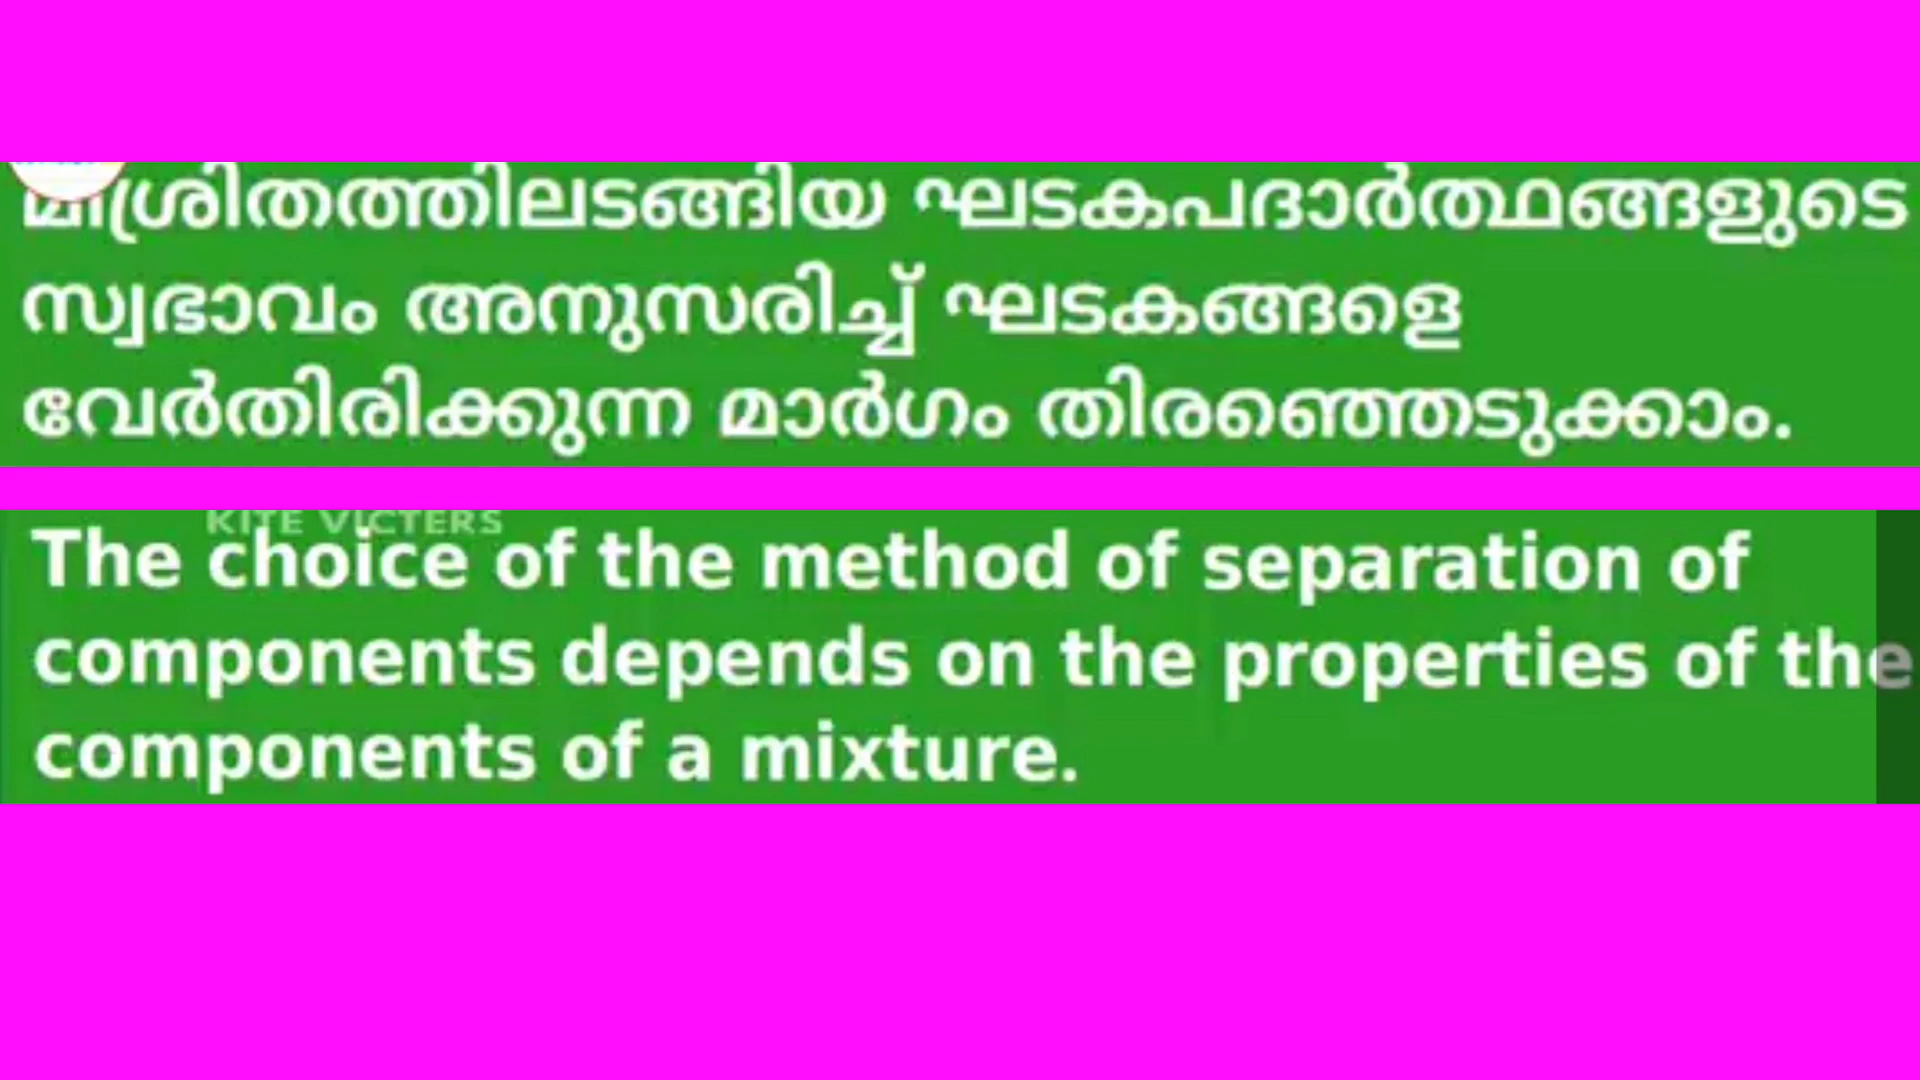 മിശ്രിതത്തിലടങ്ങിയ ഘടകപദാർത്ഥങ്ങളുടെ
സ്വഭാവം അനുസരിച്ച് ഘടകങ്ങളെ
വേർതിരിക്കുന്ന മാർഗം തിരഞ്ഞെടുക്കാം.
KITE VICTERS
The choice of the method of separation of
components depends on the properties of the
components of a mixture.